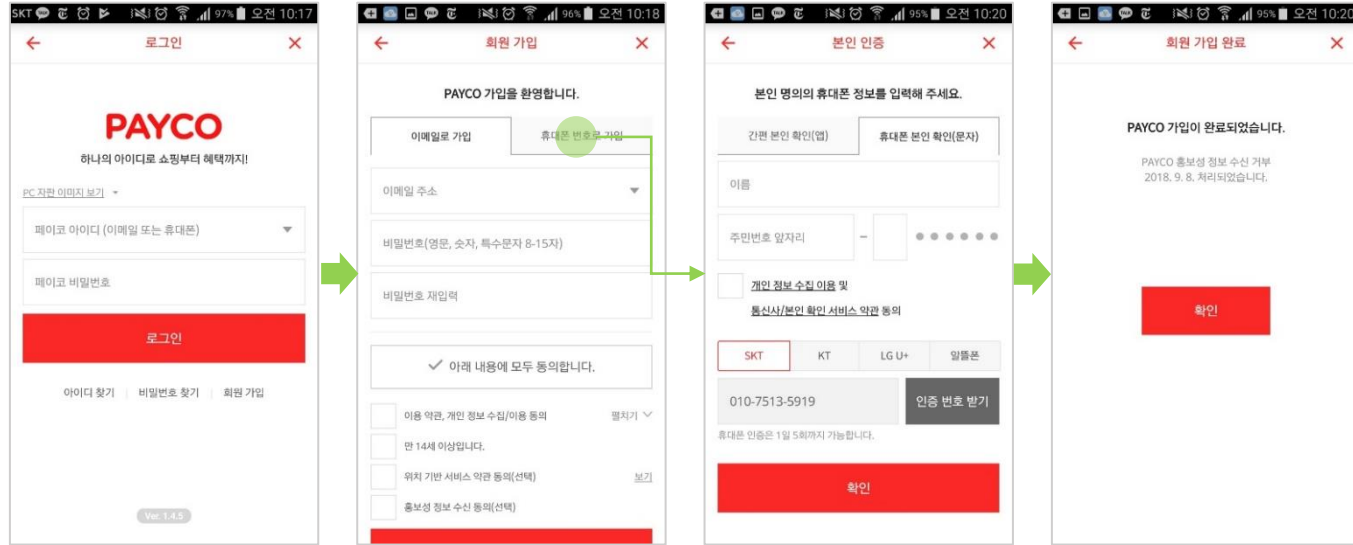 SKT 97% 오전 10:17
로그인
PAYCO
하나의 아이디로 쇼핑부터 혜택까지!
PC 자판 이미지 보기
페이코 아이디 (이메일 또는 휴대폰)
페이코 비밀번호
로그인
아이디 찾기 | 비밀번호 찾기 | 회원 가입
Ver. 1.4.5
96% 오전 10:18
회원 가입
PAYCO 가입을 환영합니다.
이메일로 가입
휴대폰 번호로 가입
이메일 주소
비밀번호(영문, 숫자, 특수문자 8-15자)
비밀번호 재입력
아래 내용에 모두 동의합니다.
이용 약관, 개인 정보 수집/이용 동의 펼치기
만 14세 이상입니다.
위치 기반 서비스 약관 동의(선택) 보기
홍보성 정보 수신 동의(선택)
95% 오전 10:20
본인 인증
본인 명의의 휴대폰 정보를 입력해 주세요.
간편 본인 확인(앱)
휴대폰 본인 확인(문자)
이름
주민번호 앞자리 –
개인 정보 수집 이용 및
통신사/본인 확인 서비스 약관 동의
SKT KT LG U+ 알뜰폰
010-7513-5919 인증 번호 받기
휴대폰 인증은 1일 5회까지 가능합니다.
확인
95% 오전 10:20
회원 가입 완료
PAYCO 가입이 완료되었습니다.
PAYCO 홍보성 정보 수신 거부
2018. 9. 8. 처리되었습니다.
확인